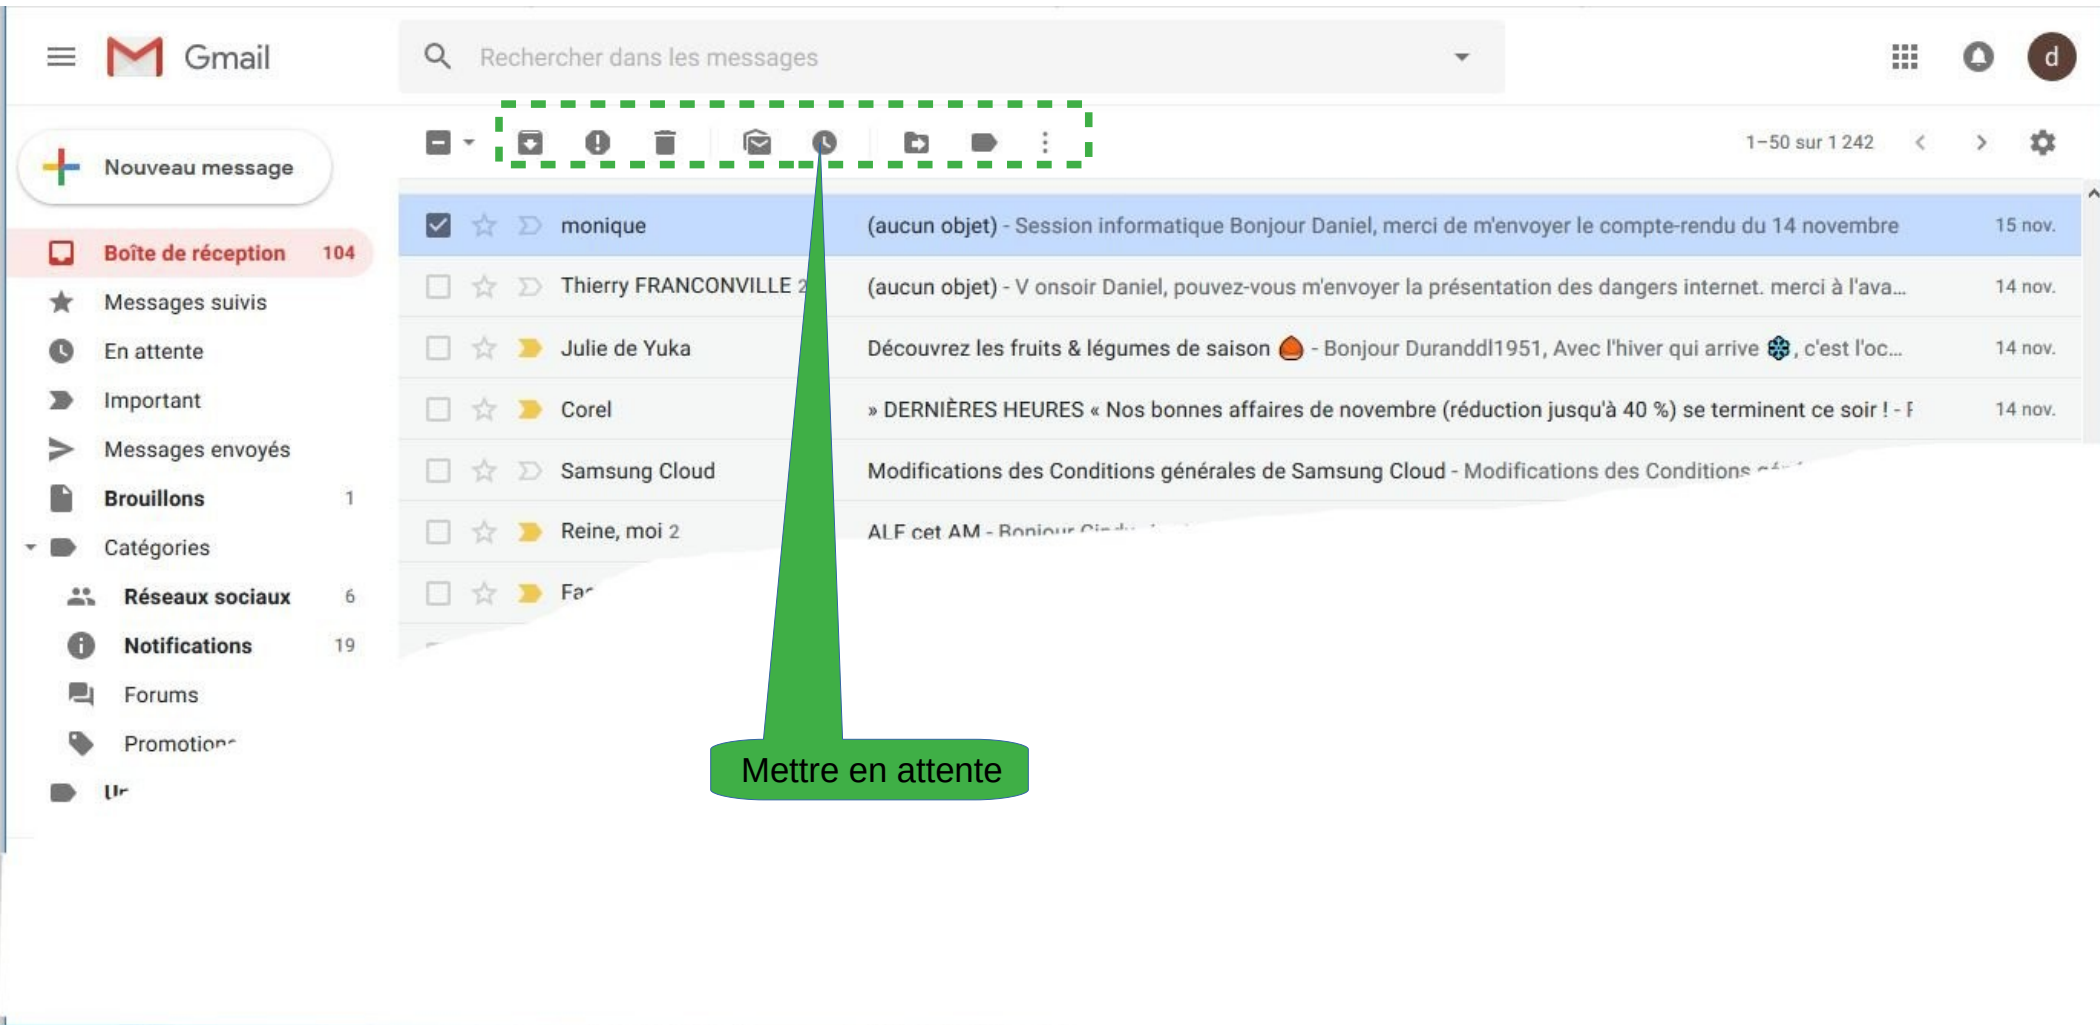 Gmail
Rechercher dans les messages
d
1–50 sur 1 242
Nouveau message
Boîte de réception 104
Messages suivis
En attente
Important
Messages envoyés
Brouillons 1
Catégories
Réseaux sociaux 6
Notifications 19
Forums
monique (aucun objet) - Session informatique Bonjour Daniel, merci de m'envoyer le compte-rendu du 14 novembre 15 nov.
Thierry FRANCONVILLE 2 (aucun objet) - V onsoir Daniel, pouvez-vous m'envoyer la présentation des dangers internet. merci à l'ava... 14 nov.
Julie de Yuka Découvrez les fruits & légumes de saison - Bonjour Duranddl1951, Avec l'hiver qui arrive , c'est l'oc... 14 nov.
Corel » DERNIÈRES HEURES « Nos bonnes affaires de novembre (réduction jusqu'à 40 %) se terminent ce soir ! - 14 nov.
Samsung Cloud Modifications des Conditions générales de Samsung Cloud - Modifications des Conditions
Reine, moi 2 ALF cet AM - Bonjour
Mettre en attente